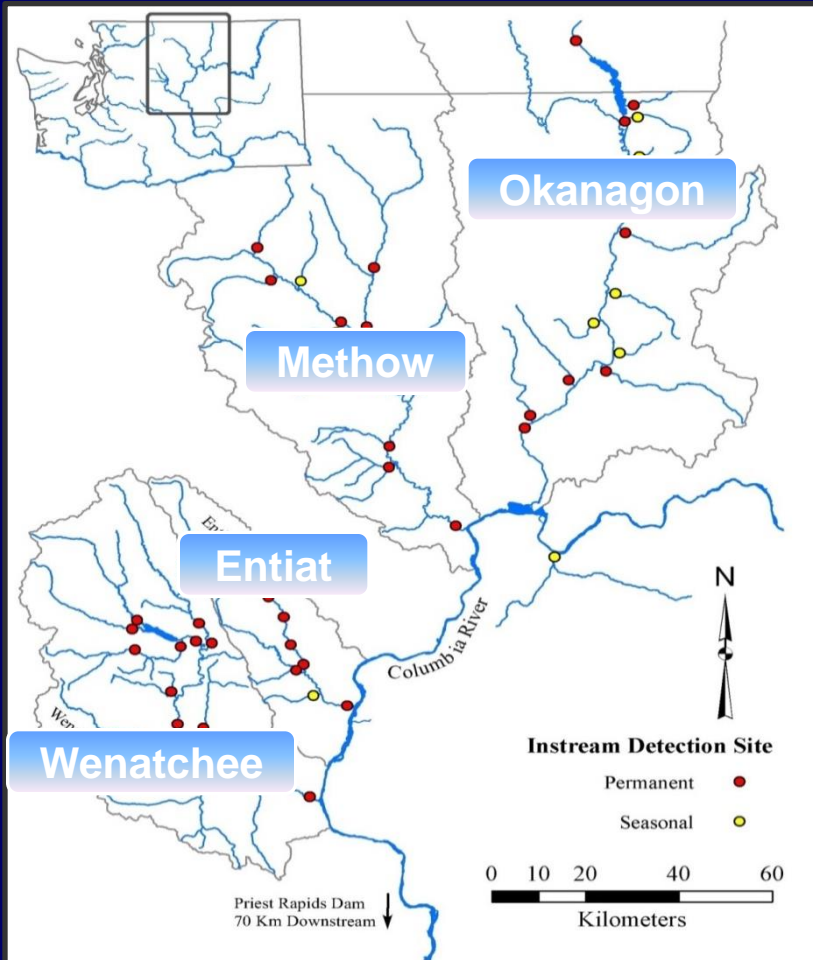 Okanagon
Methow
Entiat
Wenatchee
Columbia River
N
Instream Detection Site
Permanent
Seasonal
0 10 20 40 60
Kilometers
Priest Rapids Dam
70 Km Downstream